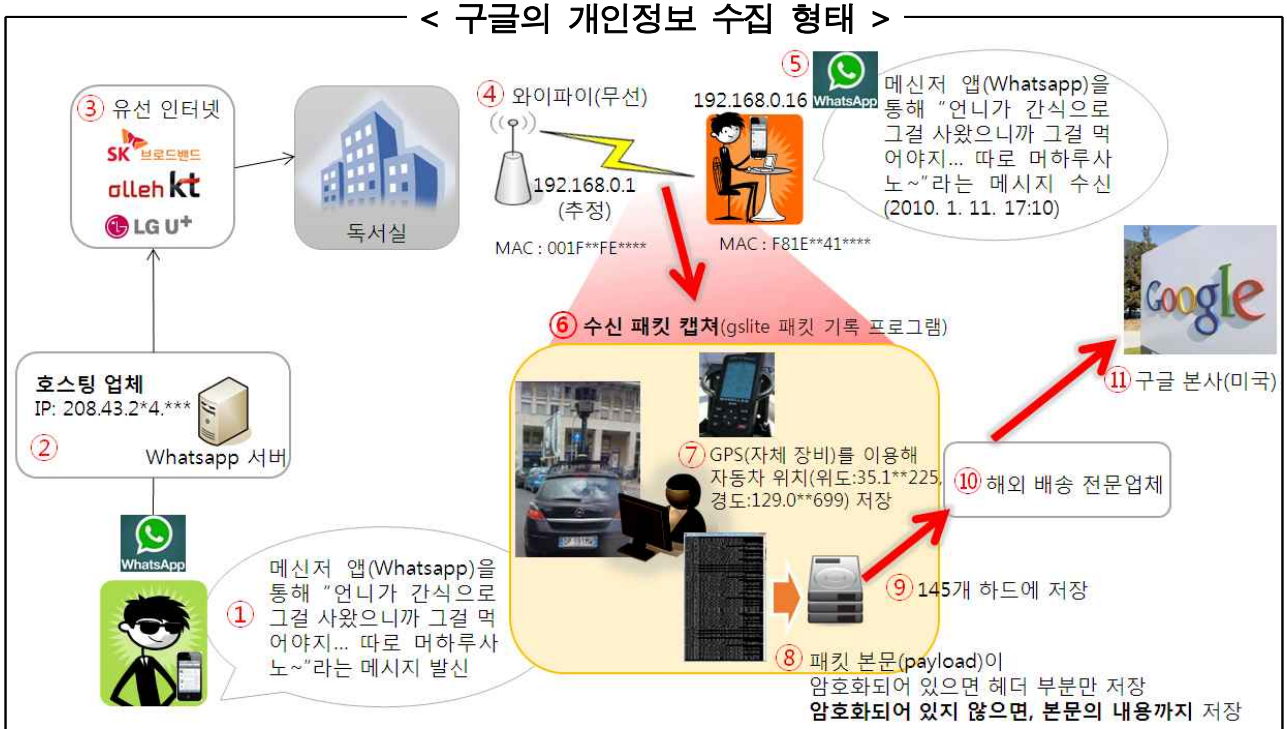 < 구글의 개인정보 수집 형태 >
③ 유선 인터넷
SK 브로드밴드
olleh kt
LG U+
독서실
④ 와이파이(무선)
192.168.0.1
(추정)
MAC : 001F**FE****
192.168.0.16
MAC : F81E**41****
⑤
WhatsApp
메신저 앱(Whatsapp)을
통해 "언니가 간식으로
그걸 사왔으니까 그걸 먹
어야지... 따로 머하루사
노~"라는 메시지 수신
(2010. 1. 11. 17:10)
호스팅 업체
IP: 208.43.2*4.***
②
Whatsapp 서버
WhatsApp
①
메신저 앱(Whatsapp)을
통해 "언니가 간식으로
그걸 사왔으니까 그걸 먹
어야지... 따로 머하루사
노~"라는 메시지 발신
⑥ 수신 패킷 캡쳐(gslite 패킷 기록 프로그램)
⑦ GPS(자체 장비)를 이용해
자동차 위치(위도:35.1**225,
경도:129.0**699) 저장
⑧ 패킷 본문(payload)이
암호화되어 있으면 헤더 부분만 저장
암호화되어 있지 않으면, 본문의 내용까지 저장
⑨ 145개 하드에 저장
⑩ 해외 배송 전문업체
Google
⑪ 구글 본사(미국)